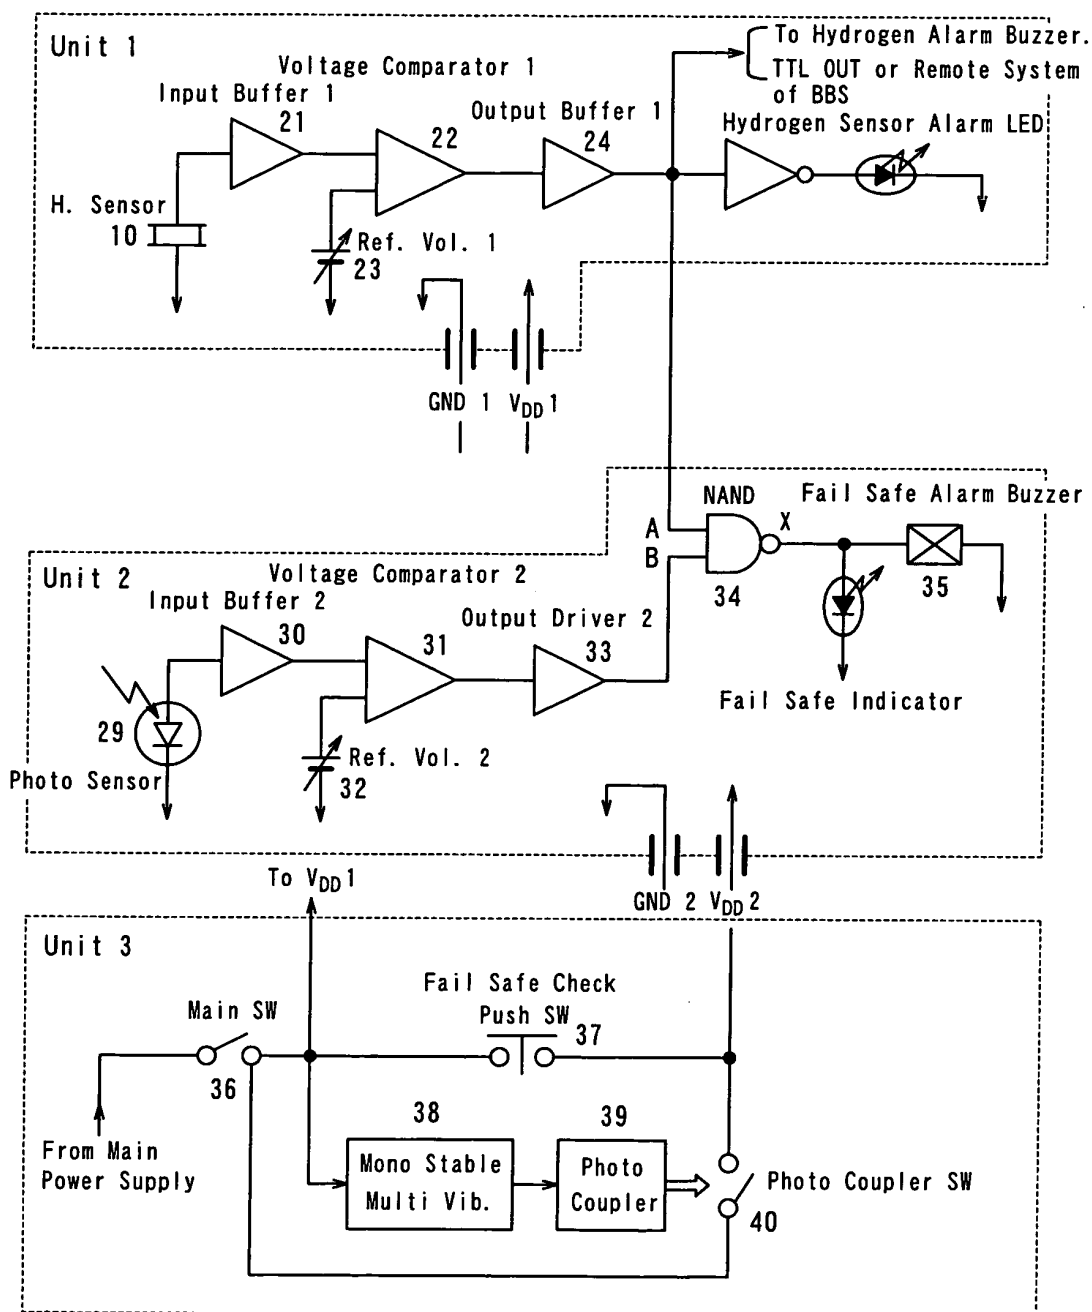 Unit 1
To Hydrogen Alarm Buzzer.
TTL OUT or Remote System
of BBS
Voltage Comparator 1
Input Buffer 1
21
22
Output Buffer 1
24
Hydrogen Sensor Alarm LED
H. Sensor
10
Ref. Vol. 1
23
GND 1
VDD1
NAND
Fail Safe Alarm Buzzer
A
B
X
34
35
Unit 2
Voltage Comparator 2
Input Buffer 2
30
31
Output Driver 2
33
Fail Safe Indicator
29
Photo Sensor
Ref. Vol. 2
32
To VDD1
GND 2
VDD2
Unit 3
Fail Safe Check
Push SW
37
Main SW
36
38
39
From Main
Power Supply
Mono Stable
Multi Vib.
Photo
Coupler
Photo Coupler SW
40